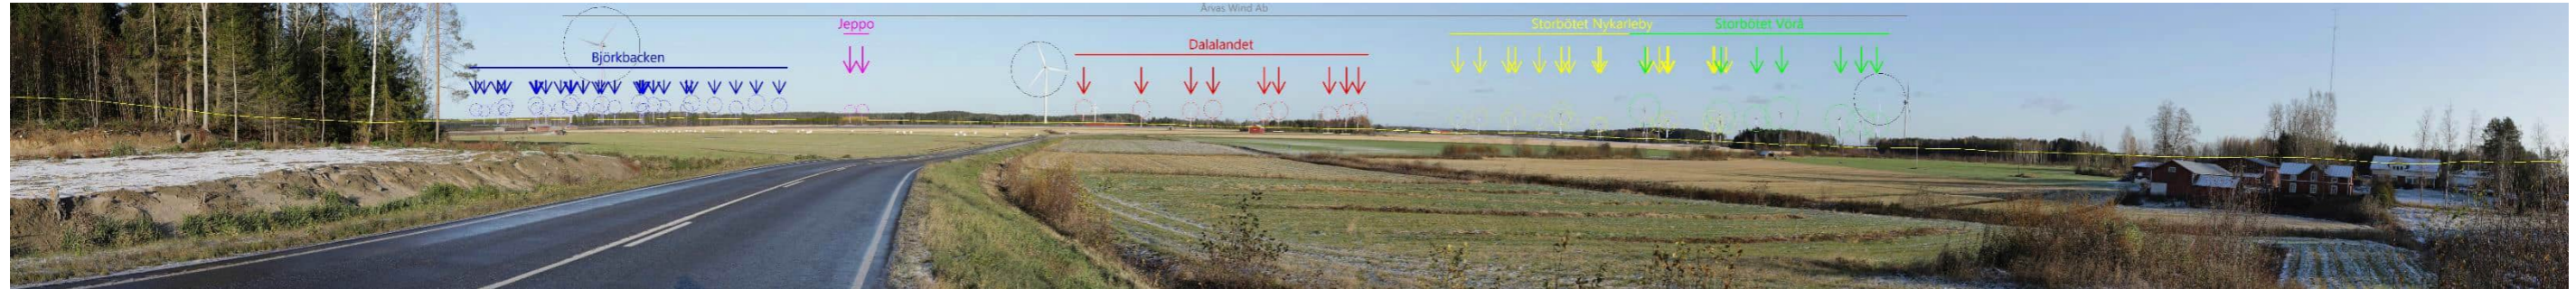 Årvas Wind Ab
Jeppo
Storbötet Nykarleby
Storbötet Vörå
Dalalandet
Björkbacken